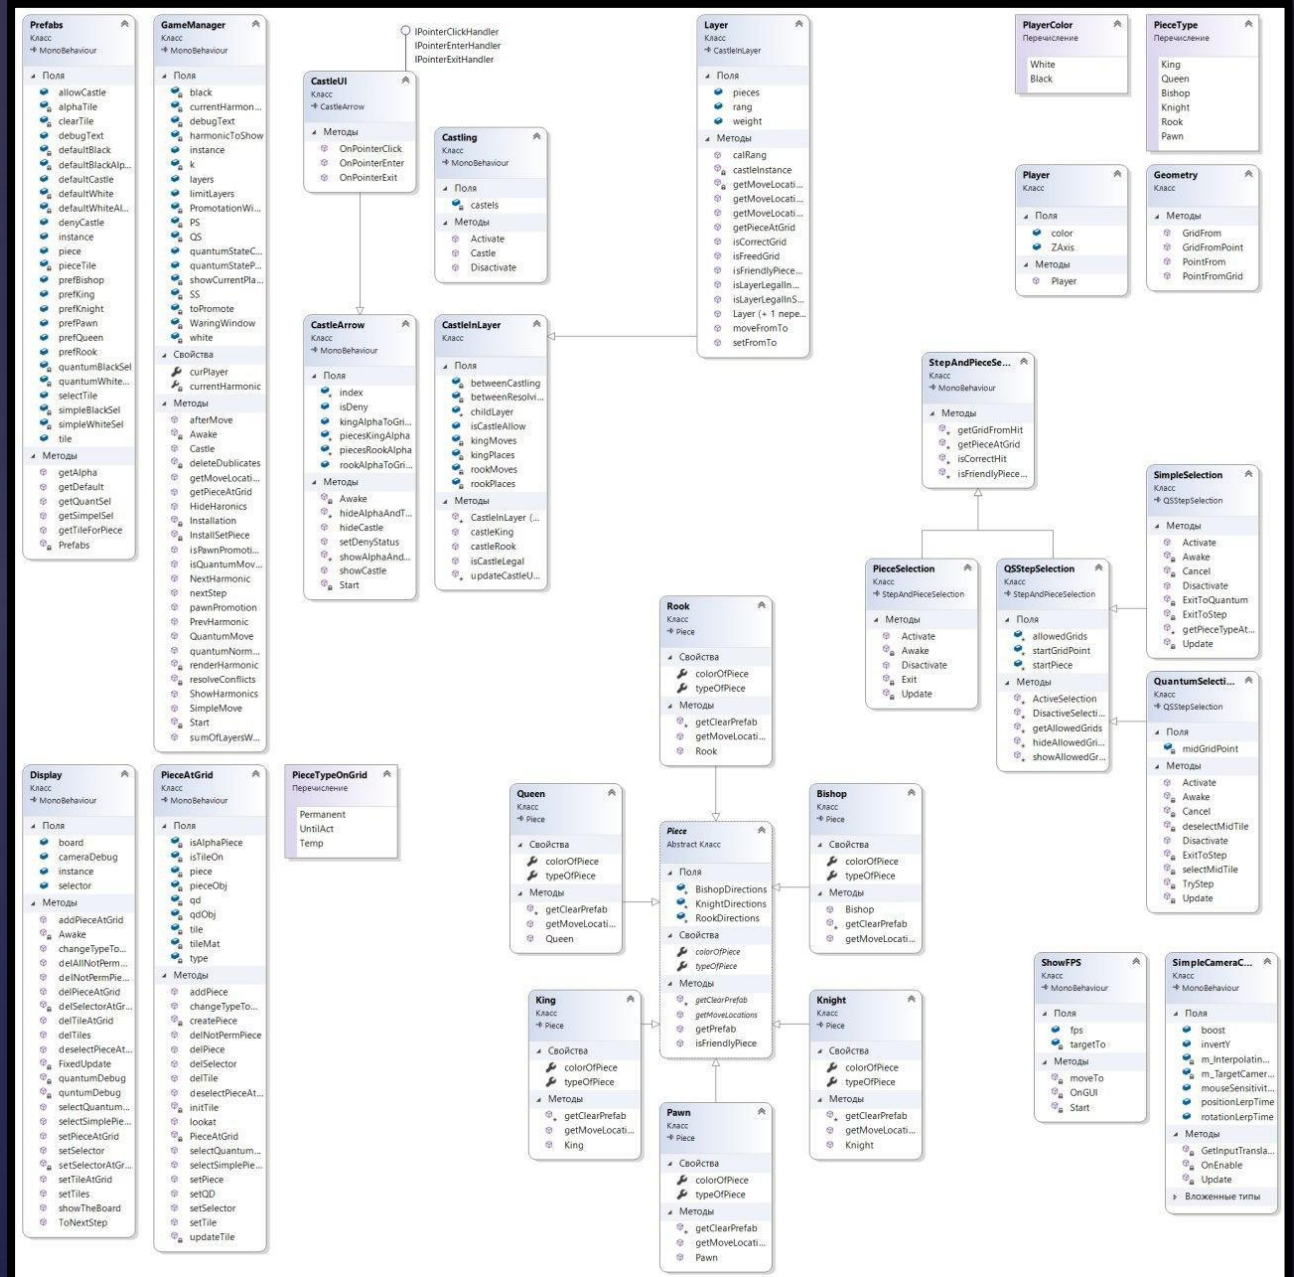 Prefabs
Класс
MonoBehaviour
Поля
allowCastle
alphaTile
clearTile
debugText
defaultBlack
defaultBlackAlp...
defaultCastle
defaultWhite
defaultWhiteAl...
denyCastle
instance
piece
pieceTile
prefBishop
prefKing
prefKnight
prefPawn
prefQueen
prefRook
quantumBlackSel
quantumWhite...
selectTile
simpleBlackSel
simpleWhiteSel
tile
Методы
getAlpha
getDefault
getQuantSel
getSimpelSel
getTileForPiece
Prefabs
GameManager
Класс
MonoBehaviour
Поля
black
currentHarmon...
debugText
harmonicToShow
instance
k
layers
limitLayers
PromotationWi...
PS
QS
quantumStateC...
quantumStateP...
showCurrentPla...
SS
toPromote
WaringWindow
white
Свойства
curPlayer
currentHarmonic
Методы
afterMove
Awake
Castle
deleteDublicates
getMoveLocati...
getPieceAtGrid
HideHaronics
Installation
InstallSetPiece
isPawnPromoti...
isQuantumMov...
NextHarmonic
nextStep
pawnPromotion
PrevHarmonic
QuantumMove
quantumNorm...
renderHarmonic
resolveConflicts
ShowHarmonics
SimpleMove
Start
sumOfLayersW...
IPointerClickHandler
IPointerEnterHandler
IPointerExitHandler
CastleUI
Класс
CastleArrow
Методы
OnPointerClick
OnPointerEnter
OnPointerExit
Castling
Класс
MonoBehaviour
Поля
castels
Методы
Activate
Castle
Disactivate
CastleArrow
Класс
MonoBehaviour
Поля
index
isDeny
kingAlphaToGri...
piecesKingAlpha
piecesRookAlpha
rookAlphaToGri...
Методы
Awake
hideAlphaAndT...
hideCastle
setDenyStatus
showAlphaAnd...
showCastle
Start
CastleInLayer
Класс
Поля
betweenCastling
betweenResolvi...
childLayer
isCastleAllow
kingMoves
kingPlaces
rookMoves
rookPlaces
Методы
CastleInLayer (...
castleKing
castleRook
isCastleLegal
updateCastleU...
Layer
Класс
CastleInLayer
Поля
pieces
rang
weight
Методы
calRang
castleInstance
getMoveLocati...
getMoveLocati...
getMoveLocati...
getPieceAtGrid
isCorrectGrid
isFreedGrid
isFriendlyPiece...
isLayerLegalIn...
isLayerLegalInS...
Layer (+ 1 пере...
moveFromTo
setFromTo
PlayerColor
Перечисление
White
Black
PieceType
Перечисление
King
Queen
Bishop
Knight
Rook
Pawn
Player
Класс
Поля
color
ZAxis
Методы
Player
Geometry
Класс
Методы
GridFrom
GridFromPoint
PointFrom
PointFromGrid
StepAndPieceSe...
Класс
MonoBehaviour
Методы
getGridFromHit
getPieceAtGrid
isCorrectHit
isFriendlyPiece...
PieceSelection
Класс
StepAndPieceSelection
Методы
Activate
Awake
Disactivate
Exit
Update
QSStepSelection
Класс
StepAndPieceSelection
Поля
allowedGrids
startGridPoint
startPiece
Методы
ActiveSelection
DisactiveSelecti...
getAllowedGrids
hideAllowedGri...
showAllowedGr...
SimpleSelection
Класс
QSStepSelection
Методы
Activate
Awake
Cancel
Disactivate
ExitToQuantum
ExitToStep
getPieceTypeAt...
Update
QuantumSelecti...
Класс
QSStepSelection
Поля
midGridPoint
Методы
Activate
Awake
Cancel
deselectMidTile
Disactivate
ExitToStep
selectMidTile
TryStep
Update
Rook
Класс
Piece
Свойства
colorOfPiece
typeOfPiece
Методы
getClearPrefab
getMoveLocati...
Rook
Display
Класс
MonoBehaviour
Поля
board
cameraDebug
instance
selector
Методы
addPieceAtGrid
Awake
changeTypeTo...
delAllNotPerm...
delNotPermPie...
delPieceAtGrid
delSelectorAtGr...
delTileAtGrid
delTiles
deselectPieceAt...
FixedUpdate
quantumDebug
quntumDebug
selectQuantum...
selectSimplePie...
setPieceAtGrid
setSelector
setSelectorAtGr...
setTileAtGrid
setTiles
showTheBoard
ToNextStep
PieceAtGrid
Класс
MonoBehaviour
Поля
isAlphaPiece
isTileOn
piece
pieceObj
qd
qdObj
tile
tileMat
type
Методы
addPiece
changeTypeTo...
createPiece
delNotPermPiece
delPiece
delSelector
delTile
deselectPieceAt...
initTile
lookat
PieceAtGrid
selectQuantum...
selectSimplePie...
setPiece
setQD
setSelector
setTile
updateTile
PieceTypeOnGrid
Перечисление
Permanent
UntilAct
Temp
Queen
Класс
Piece
Свойства
colorOfPiece
typeOfPiece
Методы
getClearPrefab
getMoveLocati...
Queen
Piece
Abstract Класс
Поля
BishopDirections
KnightDirections
RookDirections
Свойства
colorOfPiece
typeOfPiece
Методы
getClearPrefab
getMoveLocations
getPrefab
isFriendlyPiece
Bishop
Класс
Piece
Свойства
colorOfPiece
typeOfPiece
Методы
Bishop
getClearPrefab
getMoveLocati...
King
Класс
Piece
Свойства
colorOfPiece
typeOfPiece
Методы
getClearPrefab
getMoveLocati...
King
Knight
Класс
Piece
Свойства
colorOfPiece
typeOfPiece
Методы
getClearPrefab
getMoveLocati...
Knight
Pawn
Класс
Piece
Свойства
colorOfPiece
typeOfPiece
Методы
getClearPrefab
getMoveLocati...
Pawn
ShowFPS
Класс
MonoBehaviour
Поля
fps
targetTo
Методы
moveTo
OnGUI
Start
SimpleCameraC...
Класс
MonoBehaviour
Поля
boost
invertY
m_Interpolatin...
m_TargetCamer...
mouseSensitivit...
positionLerpTime
rotationLerpTime
Методы
GetInputTransla...
OnEnable
Update
Вложенные типы